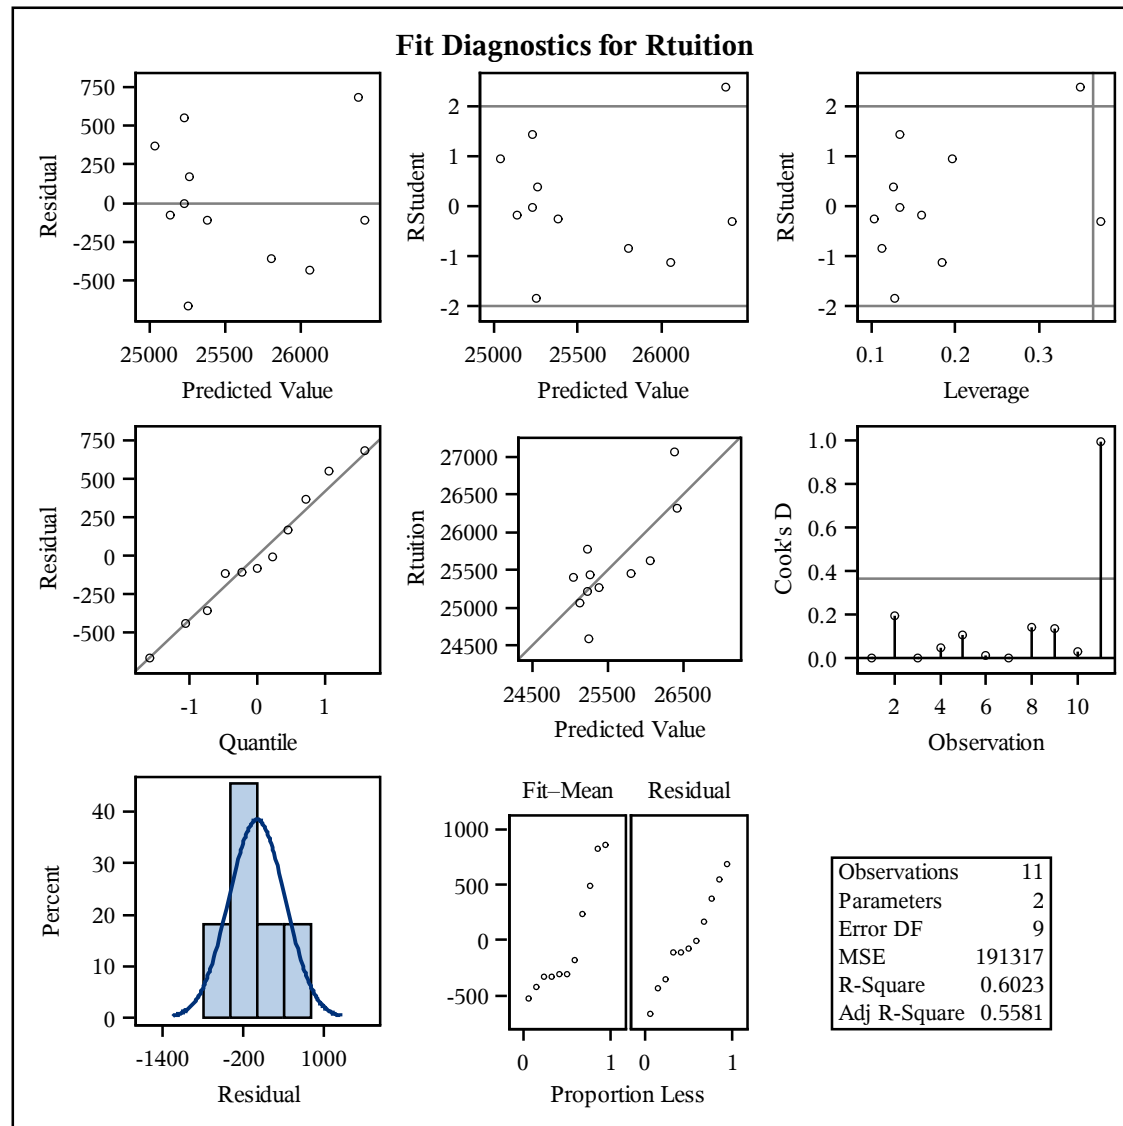 Fit Diagnostics for Rtuition
750
500
250
0
-250
-500
Residual
25000 25500 26000
Predicted Value
2
1
0
-1
-2
RStudent
25000 25500 26000
Predicted Value
2
1
0
-1
-2
RStudent
0.1 0.2 0.3
Leverage
750
500
250
0
-250
-500
Residual
-1 0 1
Quantile
27000
26500
26000
25500
25000
24500
Rtuition
24500 25500 26500
Predicted Value
1.0
0.8
0.6
0.4
0.2
0.0
Cook's D
2 4 6 8 10
Observation
40
30
20
10
0
Percent
-1400 -200 1000
Residual
Fit–Mean Residual
1000
500
0
-500
0 1 0 1
Proportion Less
Observations 11
Parameters 2
Error DF 9
MSE 191317
R-Square 0.6023
Adj R-Square 0.5581